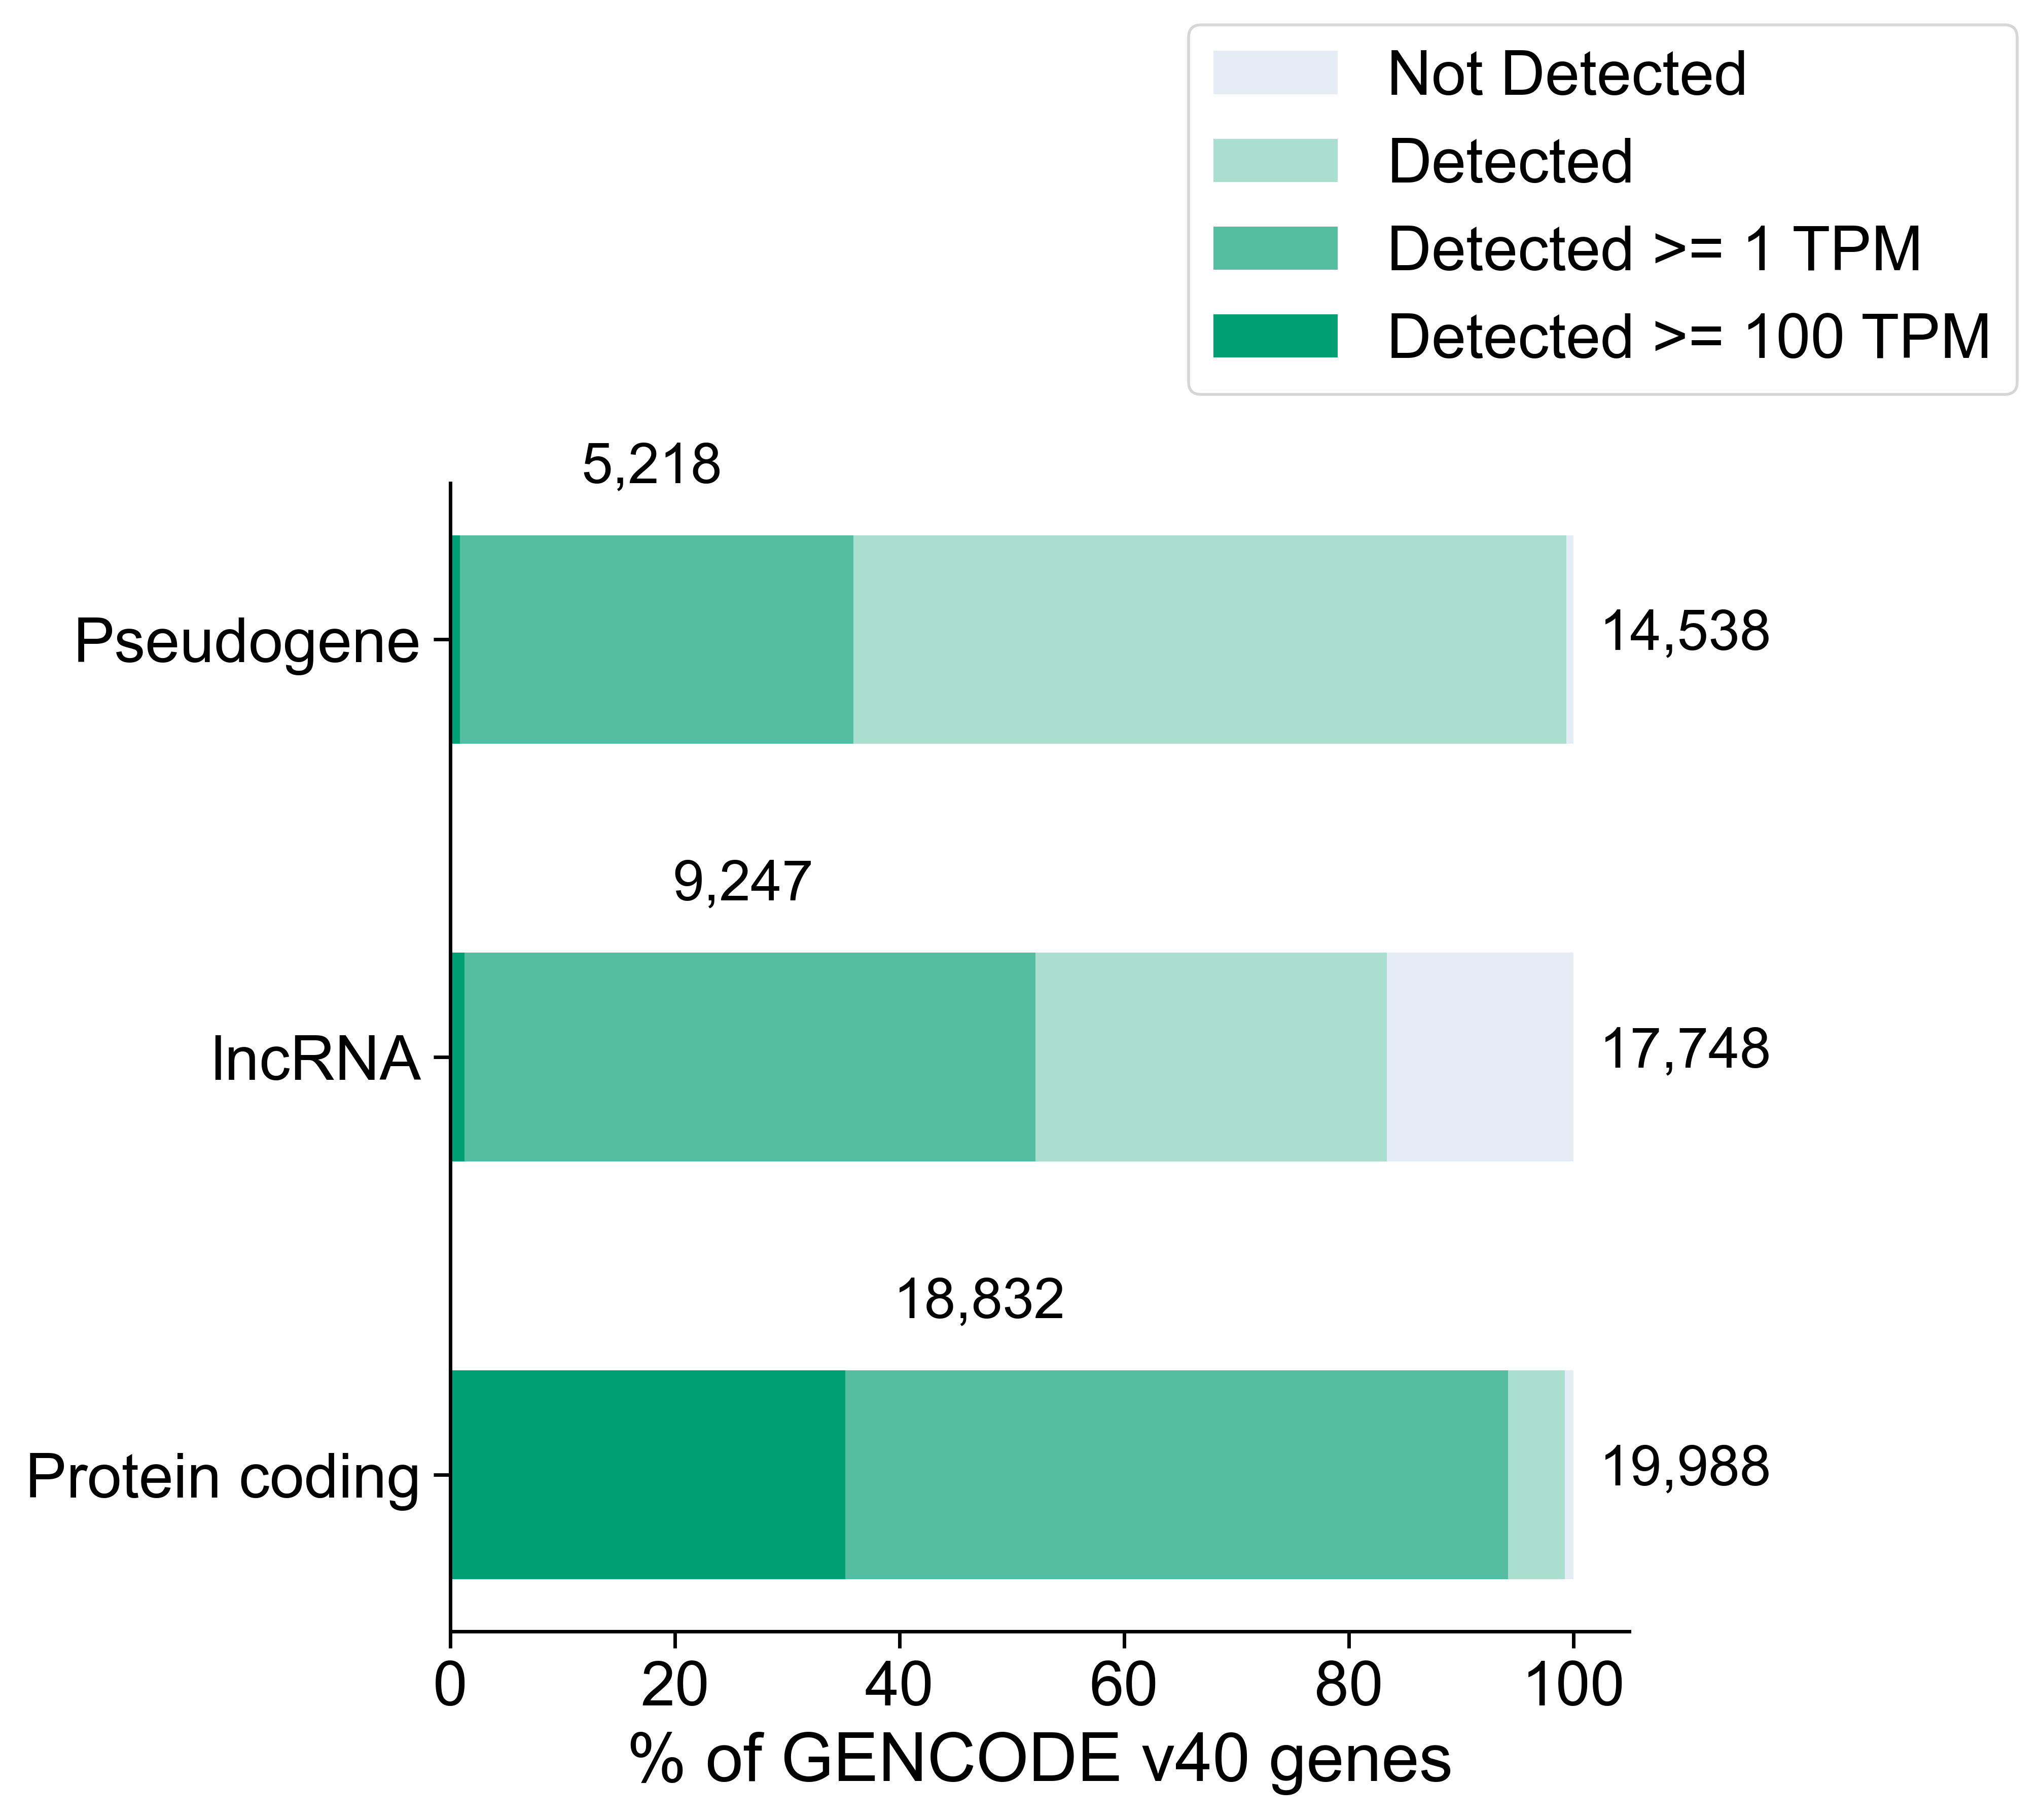 Not Detected
Detected
Detected >= 1 TPM
Detected >= 100 TPM
5,218
Pseudogene
14,538
9,247
lncRNA
17,748
18,832
Protein coding
19,988
0 20 40 60 80 100
% of GENCODE v40 genes